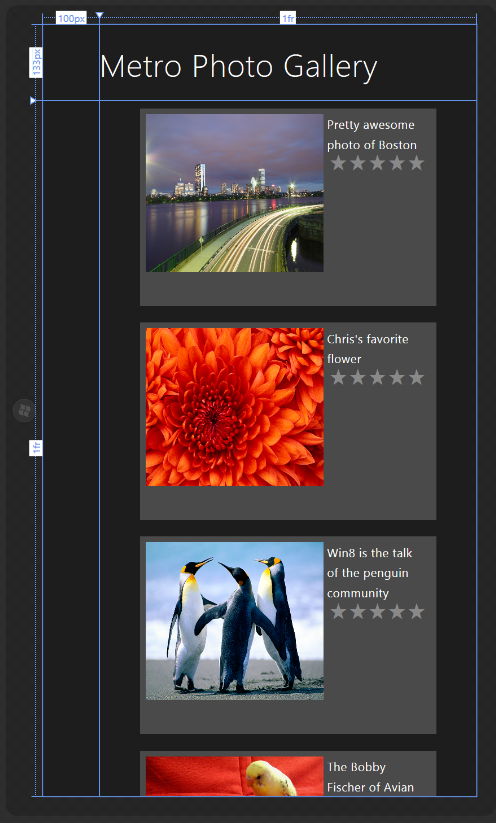 100px
1fr
133px
Metro Photo Gallery
Pretty awesome
photo of Boston
Chris's favorite
flower
1fr
Win8 is the talk
of the penguin
community
The Bobby
Fischer of Avian